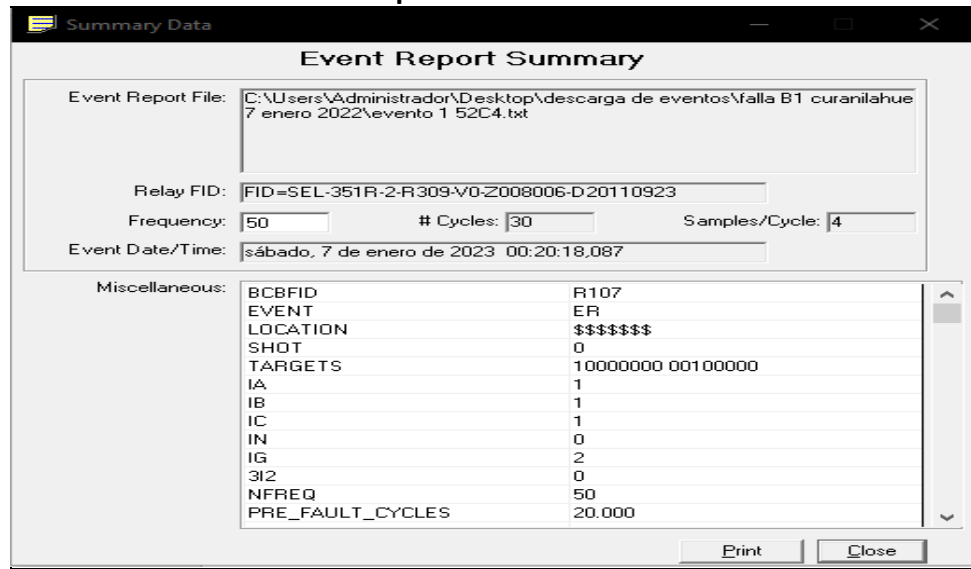 Summary Data
Event Report Summary
Event Report File: C:\Users\Administrador\Desktop\descarga de eventos\falla B1 curanilahue
7 enero 2022\evento 1 52C4.txt
Relay FID: FID=SEL-351R-2-R309-V0-Z008006-D20110923
Frequency: 50 # Cycles: 30 Samples/Cycle: 4
Event Date/Time: sábado, 7 de enero de 2023 00:20:18,087
Miscellaneous: BCBFID R107
EVENT ER
LOCATION $$$$$$$
SHOT 0
TARGETS 10000000 00100000
IA 1
IB 1
IC 1
IN 0
IG 2
3I2 0
NFREQ 50
PRE_FAULT_CYCLES 20.000
Print Close